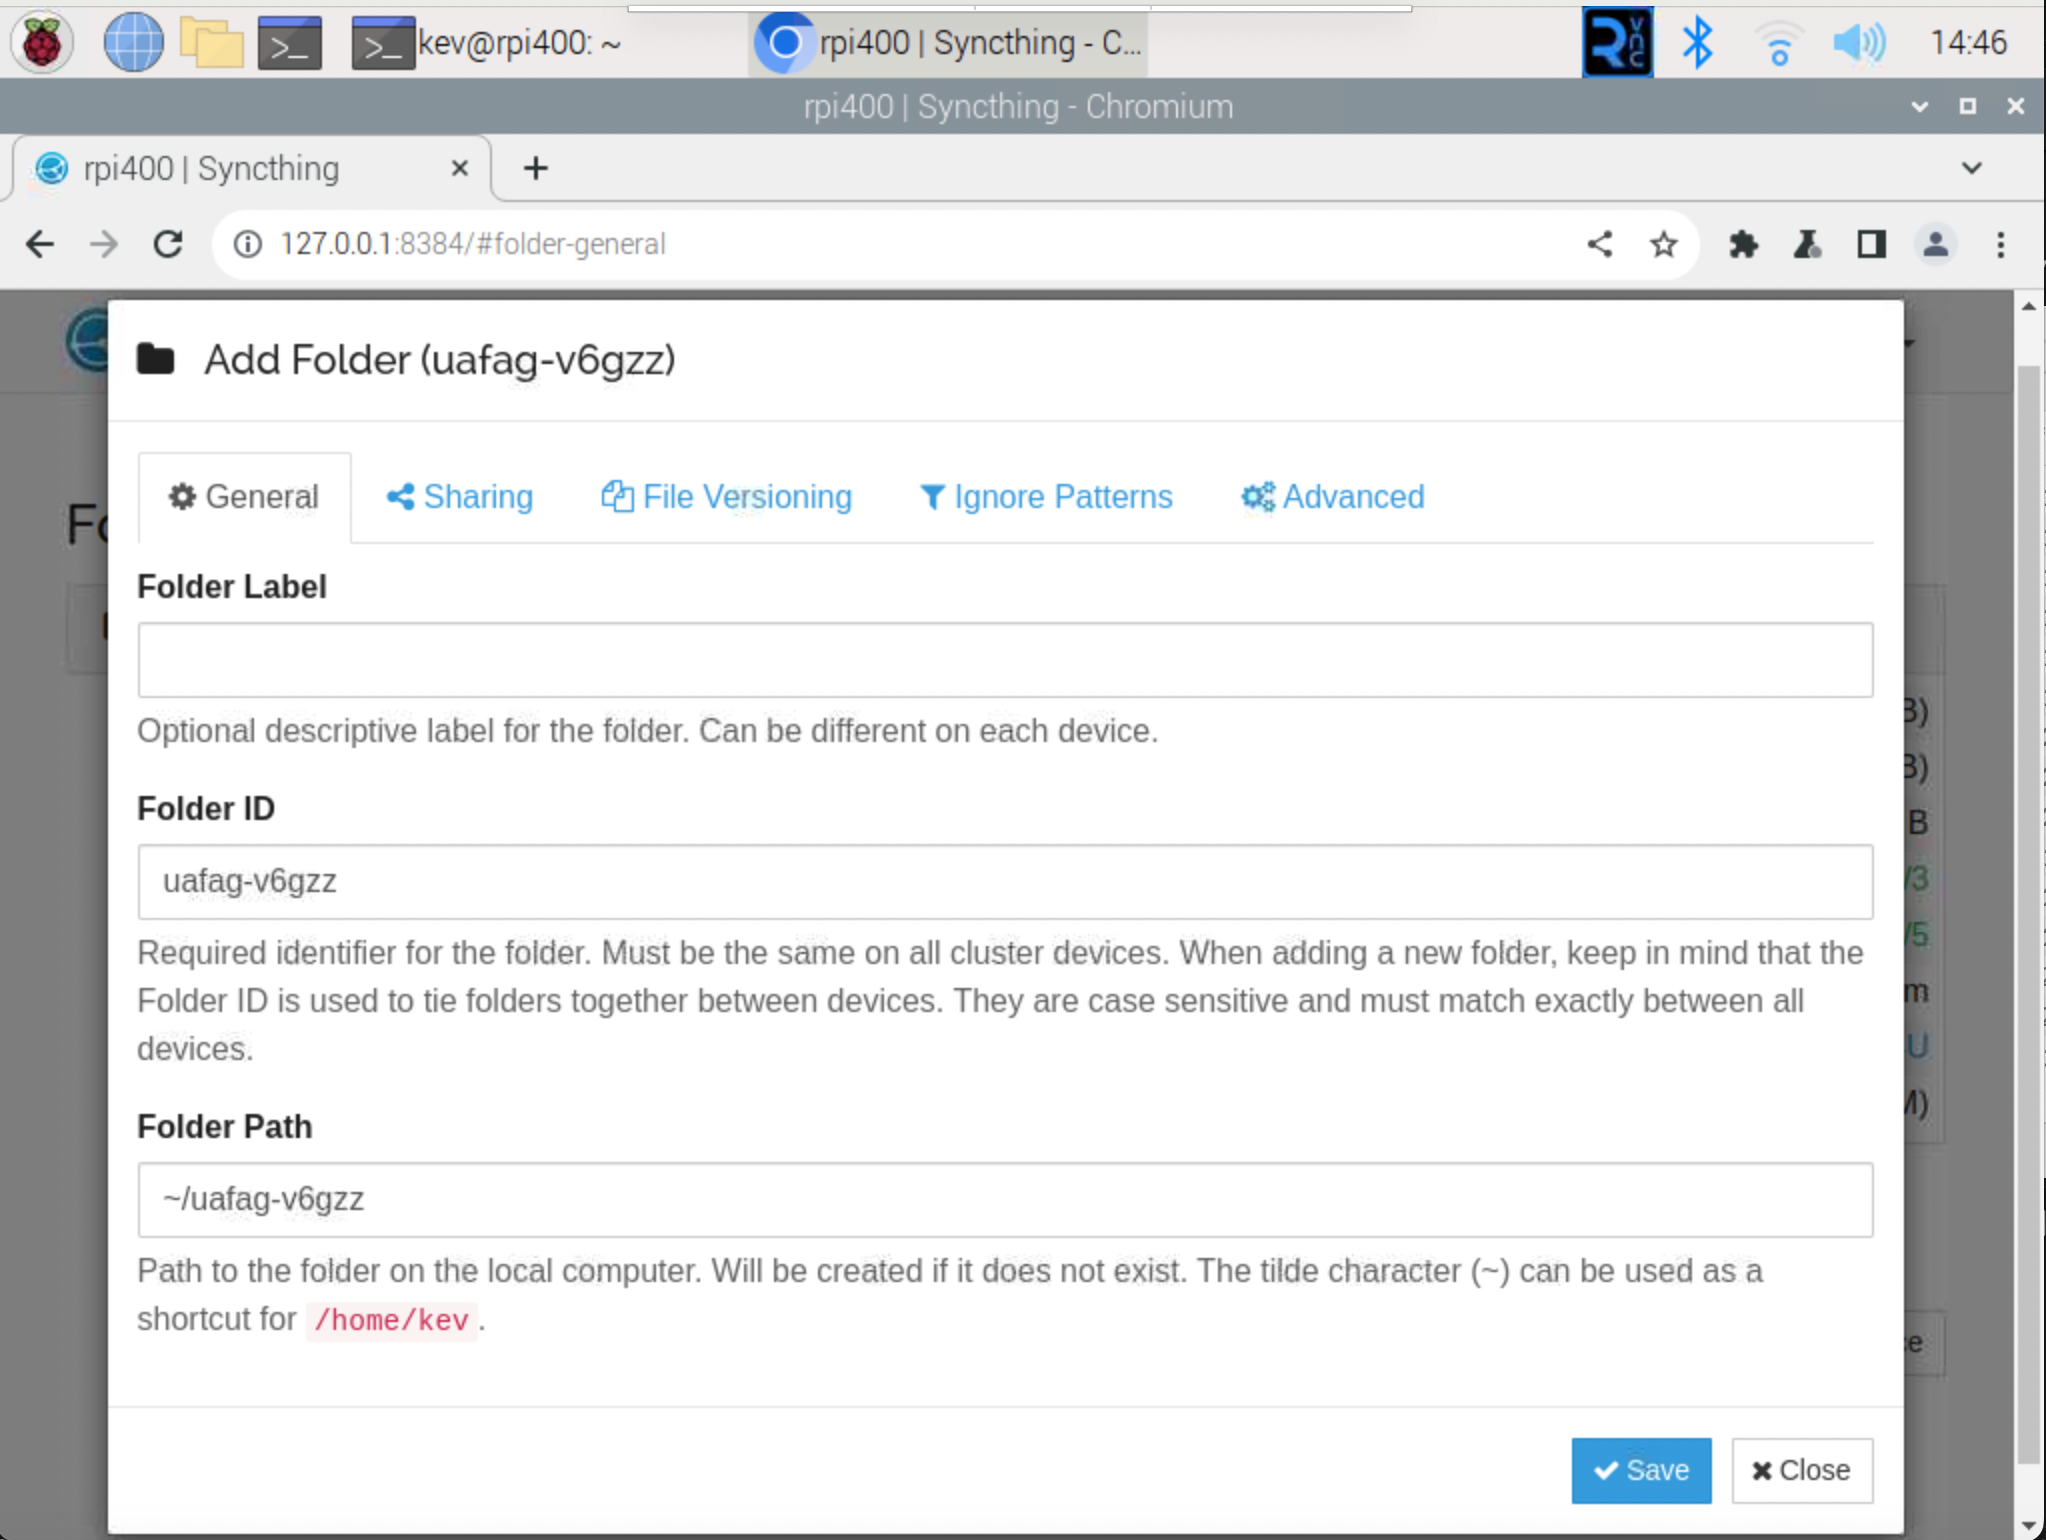 kev@rpi400: ~
rpi400 | Syncthing - C...
14:46
rpi400 | Syncthing - Chromium
rpi400 | Syncthing
127.0.0.1:8384/#folder-general
Add Folder (uafag-v6gzz)
General
Sharing
File Versioning
Ignore Patterns
Advanced
Folder Label
Optional descriptive label for the folder. Can be different on each device.
Folder ID
uafag-v6gzz
Required identifier for the folder. Must be the same on all cluster devices. When adding a new folder, keep in mind that the
Folder ID is used to tie folders together between devices. They are case sensitive and must match exactly between all
devices.
Folder Path
~/uafag-v6gzz
Path to the folder on the local computer. Will be created if it does not exist. The tilde character (~) can be used as a
shortcut for /home/kev.
Save
Close